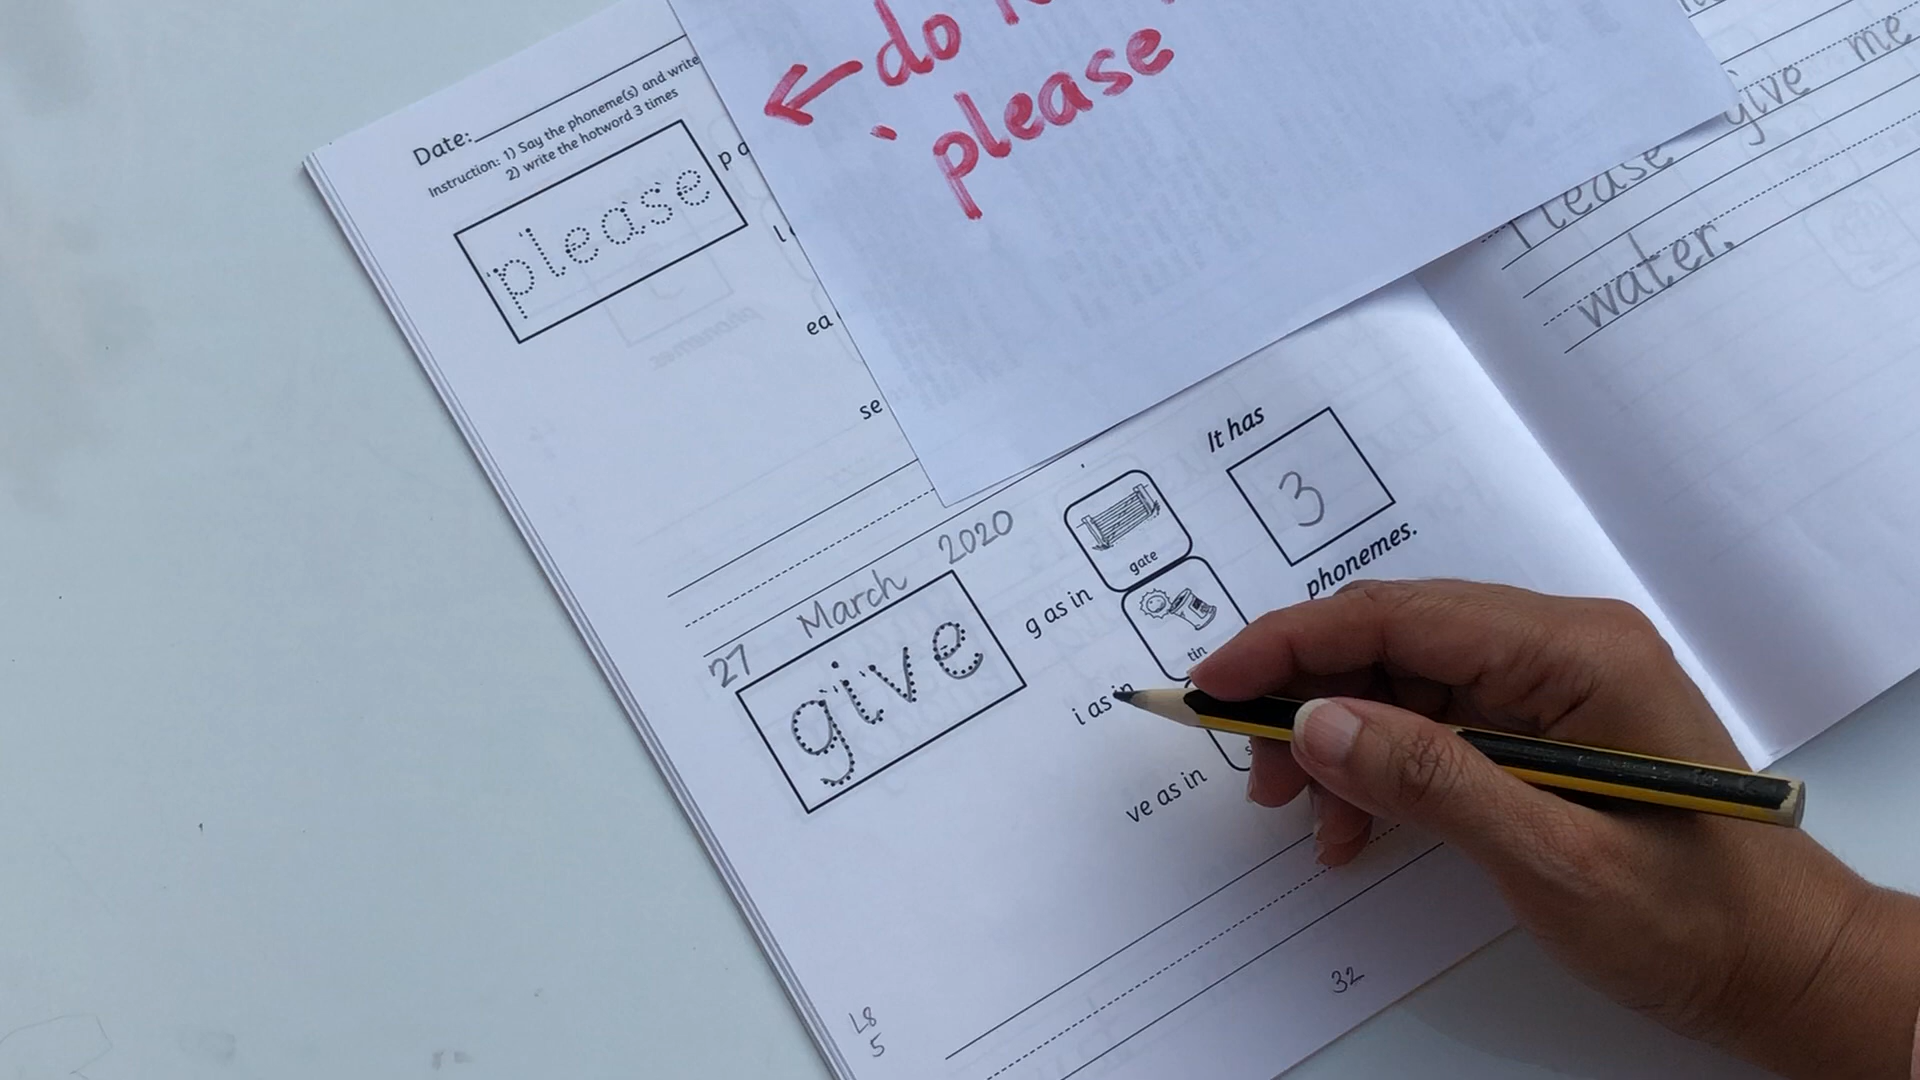 ← do
please
Date:
Instruction: 1) Say the phoneme(s) and write
2) write the hotword 3 times
please
p a
ea
se
27 March 2020
give
g as in
gate
i as in
tin
ve as in
It has
3
phonemes.
L8
5
32
Please give me
water.